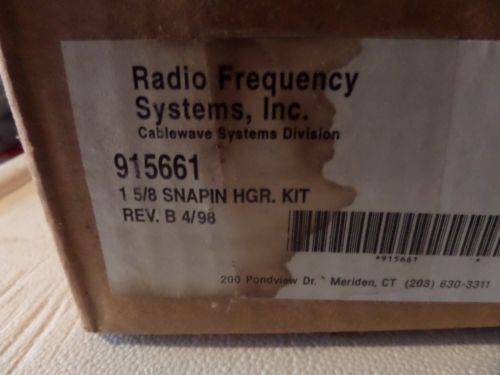 Radio Frequency
Systems, Inc.
Cablewave Systems Division
915661
1 5/8 SNAPIN HGR. KIT
REV. B 4/98
*915661 *
200 Pondview Dr. * Meriden, CT (203) 630-3311